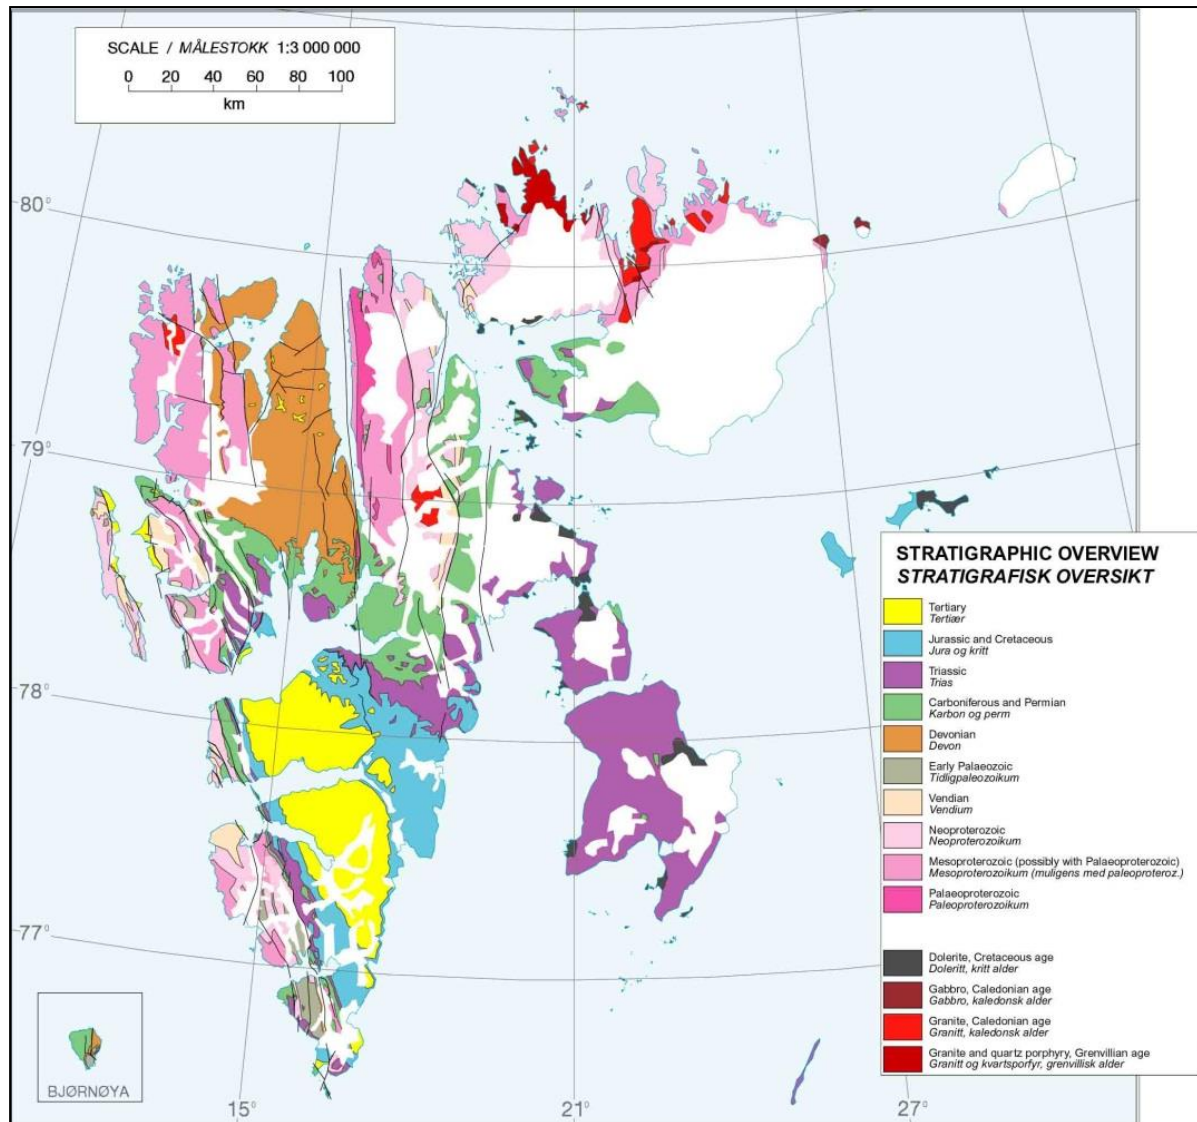 SCALE / MÅLESTOKK 1:3 000 000
0 20 40 60 80 100
km
80°
79°
78°
77°
15°
21°
27°
BJØRNØYA
STRATIGRAPHIC OVERVIEW
STRATIGRAFISK OVERSIKT
Tertiary
Tertiær
Jurassic and Cretaceous
Jura og kritt
Triassic
Trias
Carboniferous and Permian
Karbon og perm
Devonian
Devon
Early Palaeozoic
Tidligpaleozoikum
Vendian
Vendium
Neoproterozoic
Neoproterozoikum
Mesoproterozoic (possibly with Palaeoproterozoic)
Mesoproterozoikum (muligens med paleoproteroz.)
Palaeoproterozoic
Paleoproterozoikum
Dolerite, Cretaceous age
Doleritt, kritt alder
Gabbro, Caledonian age
Gabbro, kaledonsk alder
Granite, Caledonian age
Granitt, kaledonsk alder
Granite and quartz porphyry, Grenvillian age
Granitt og kvartsporfyr, grenvillisk alder